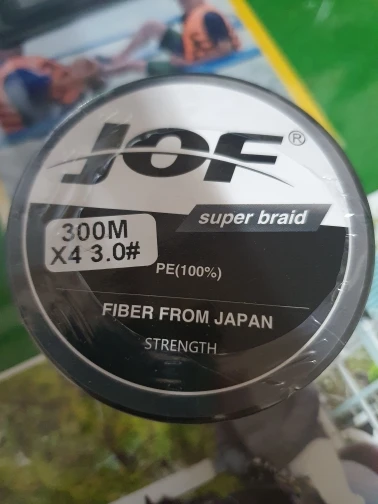 JOF®
super braid
300M
X4 3.0#
PE(100%)
FIBER FROM JAPAN
STRENGTH